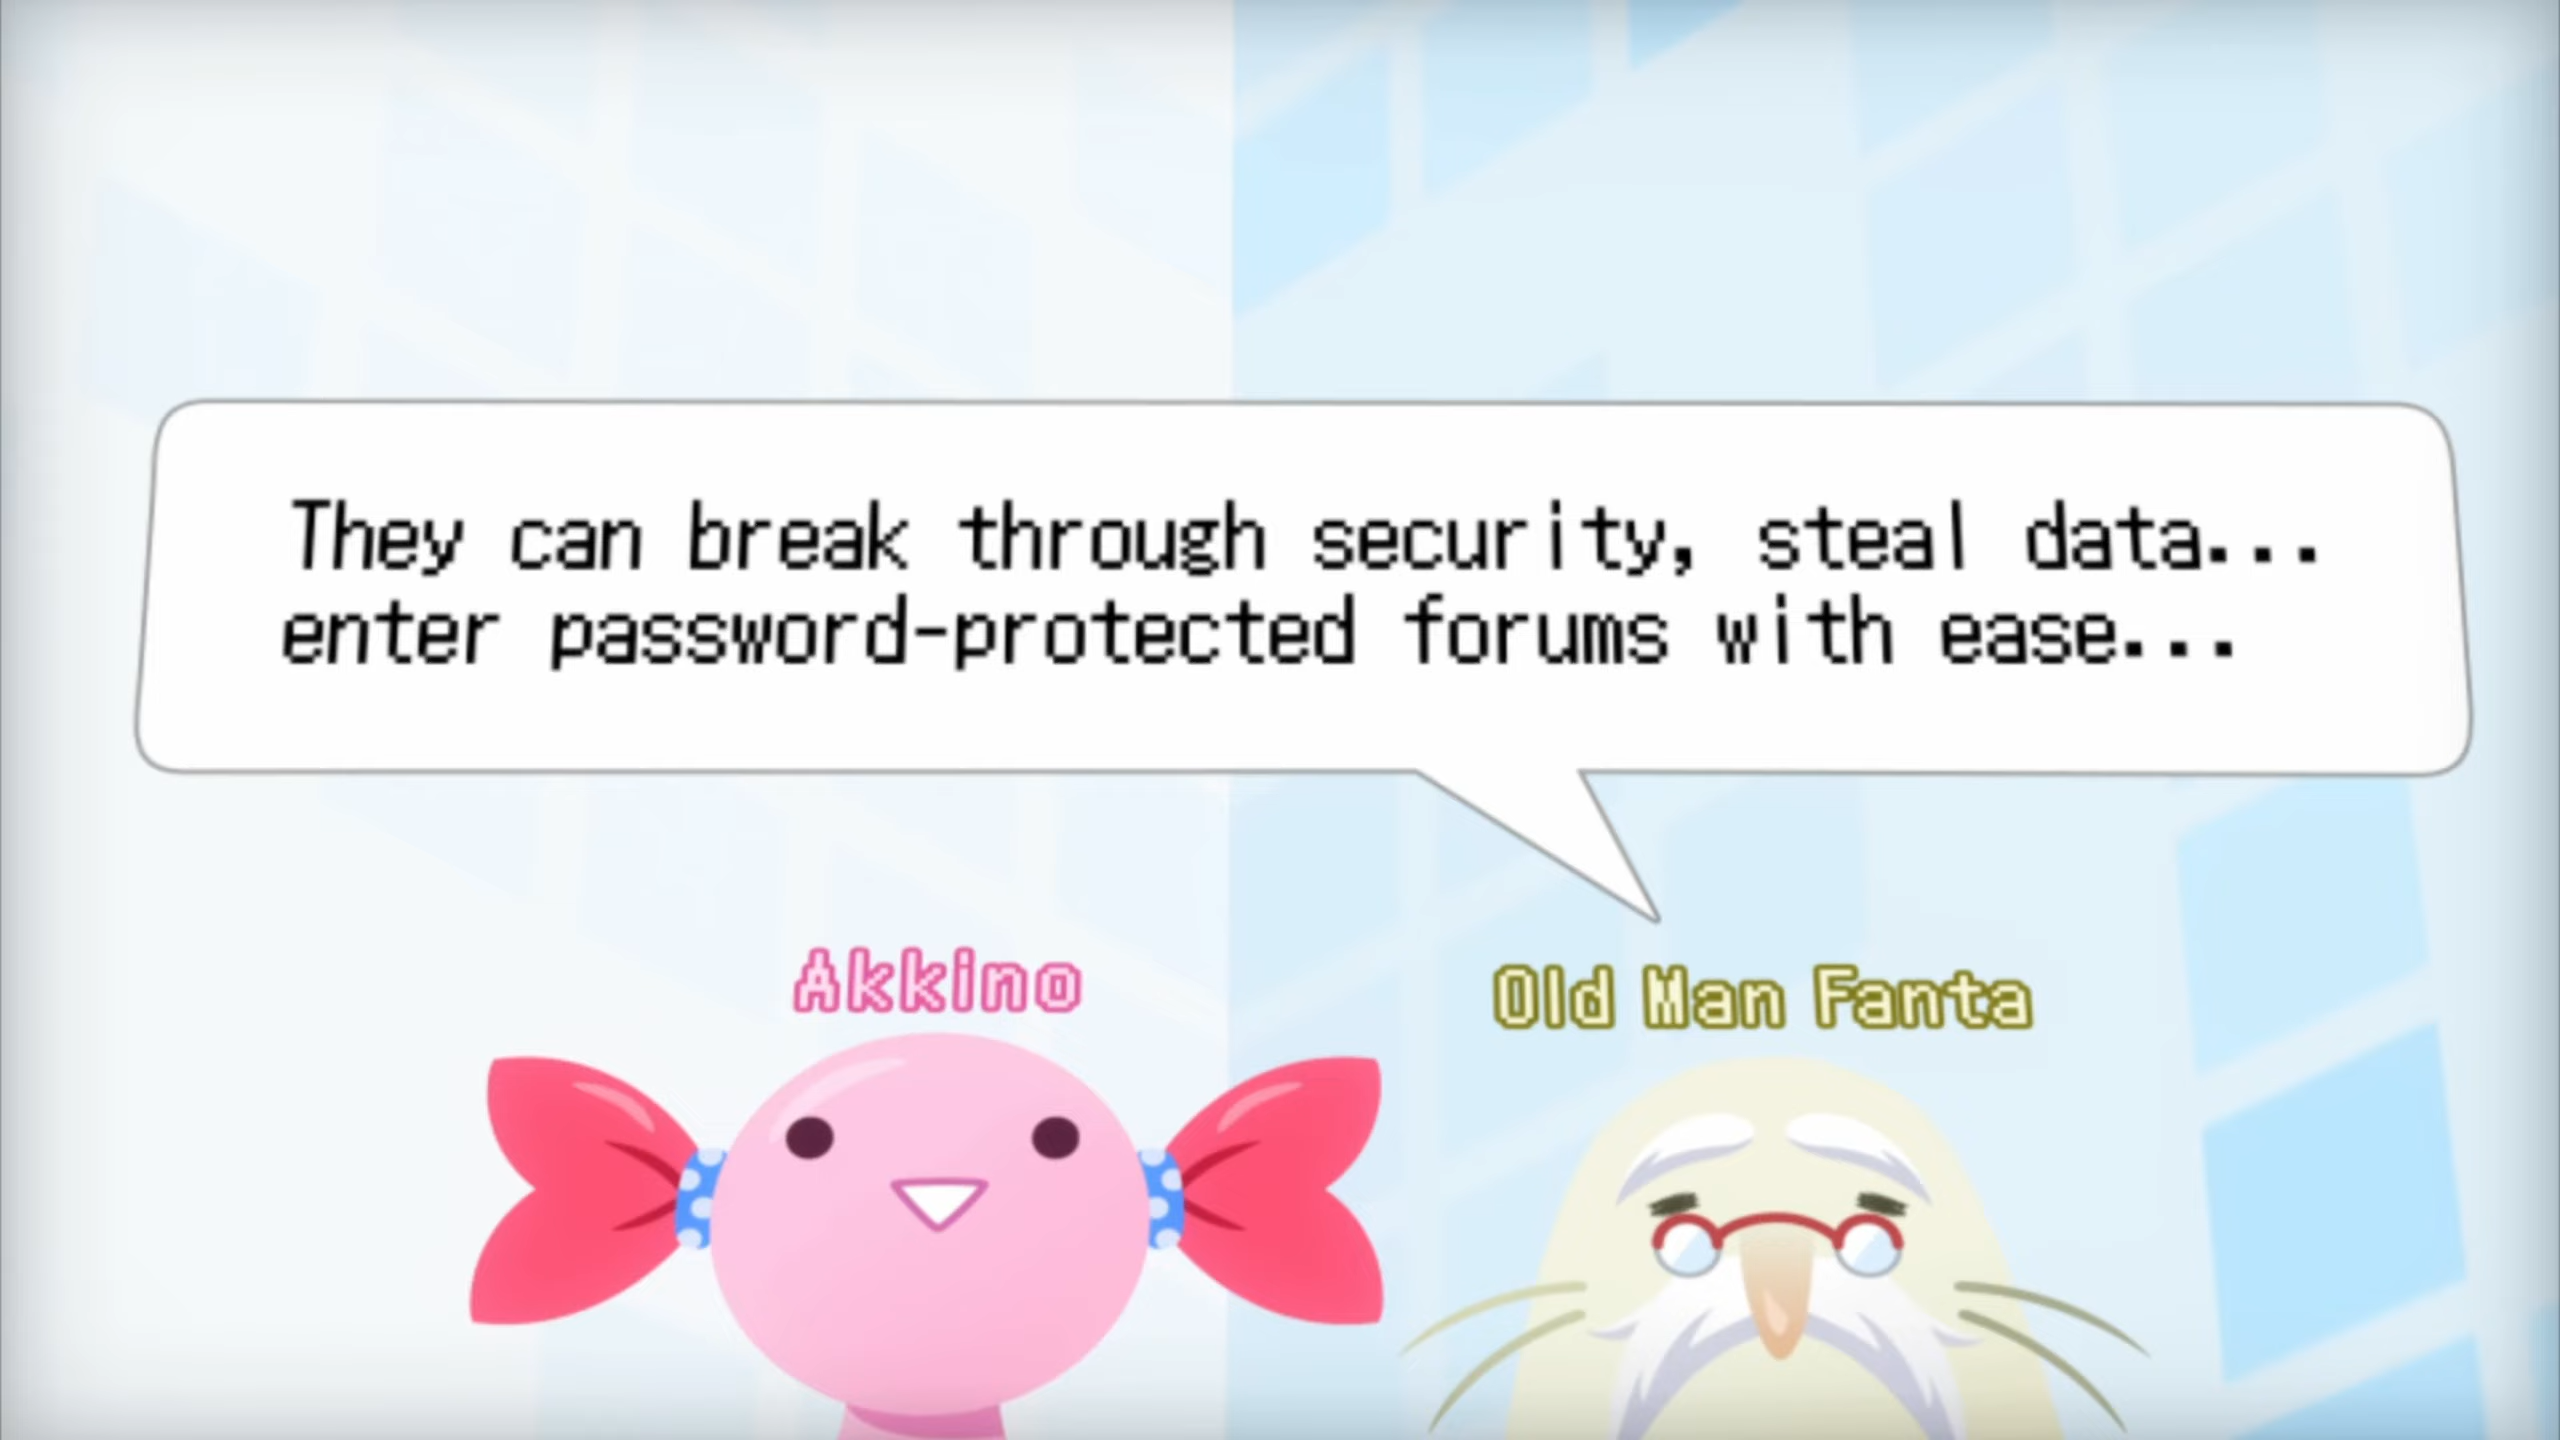 They can break through security, steal data...
enter password-protected forums with ease...
Akkino
Old Man Fanta